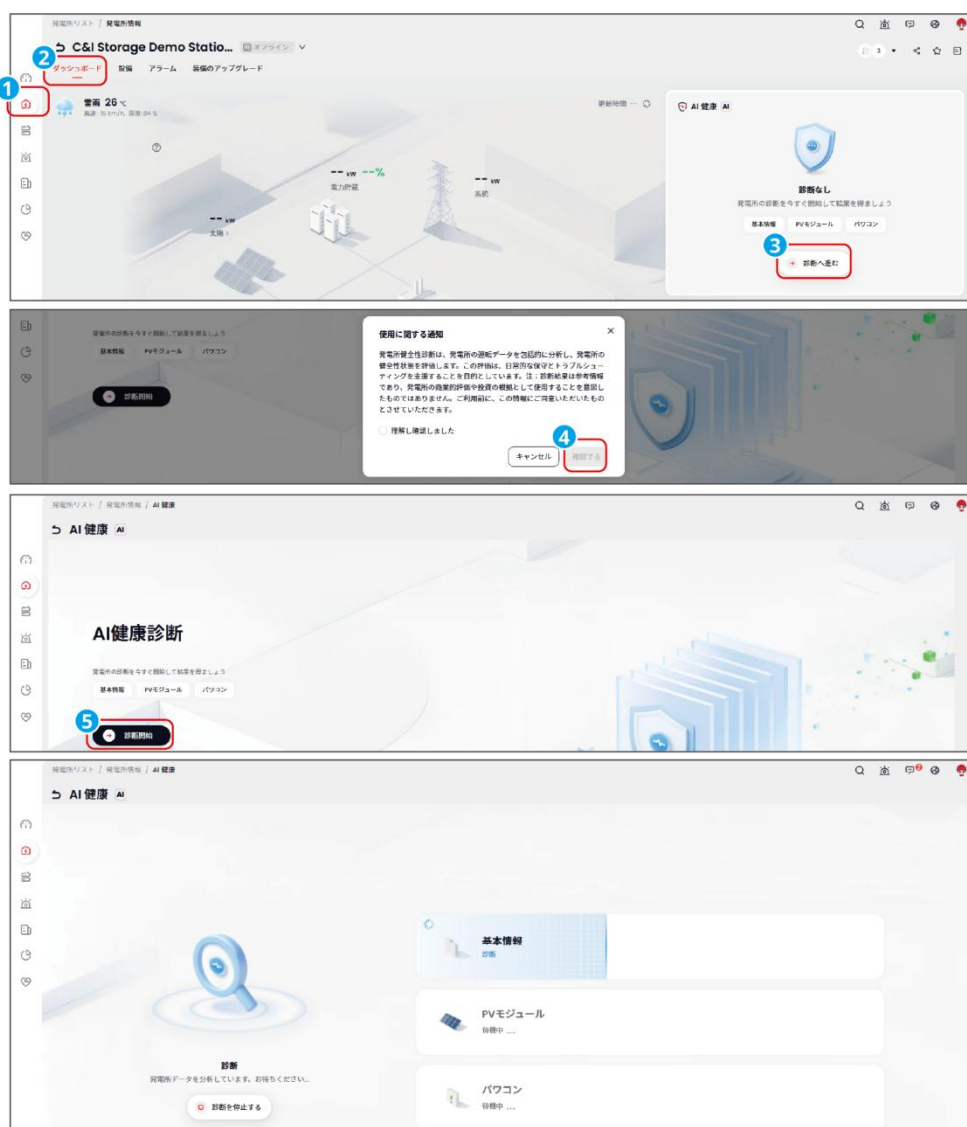 発電所リスト / 発電所情報
C&I Storage Demo Statio... オフライン
3
2
ダッシュボード 設備 アラーム 装備のアップグレード
1
雷雨 26 ℃
風速: 15 km/h, 湿度: 84 %
更新時間 --
AI 健康 AI
-- kW --%
電力貯蔵
-- kW
系統
-- kW
太陽 ›
診断なし
発電所の診断を今すぐ開始して結果を得ましょう
基本情報 PVモジュール パワコン
3
診断へ進む
発電所の診断を今すぐ開始して結果を得ましょう
基本情報 PVモジュール パワコン
診断開始
使用に関する通知
発電所健全性診断は、発電所の運転データを包括的に分析し、発電所の
健全性状態を評価します。この評価は、日常的な保守とトラブルシュー
ティングを支援することを目的としています。注：診断結果は参考情報
であり、発電所の商業的評価や投資の根拠として使用することを意図し
たものではありません。ご利用前に、この情報にご同意いただいたもの
とさせていただきます。
理解し確認しました
4
キャンセル 確認する
発電所リスト / 発電所情報 / AI 健康
AI 健康 AI
AI健康診断
発電所の診断を今すぐ開始して結果を得ましょう
基本情報 PVモジュール パワコン
5
診断開始
発電所リスト / 発電所情報 / AI 健康
2
AI 健康 AI
基本情報
診断
PVモジュール
待機中 ...
診断
発電所データを分析しています。お待ちください...
診断を停止する
パワコン
待機中 ...